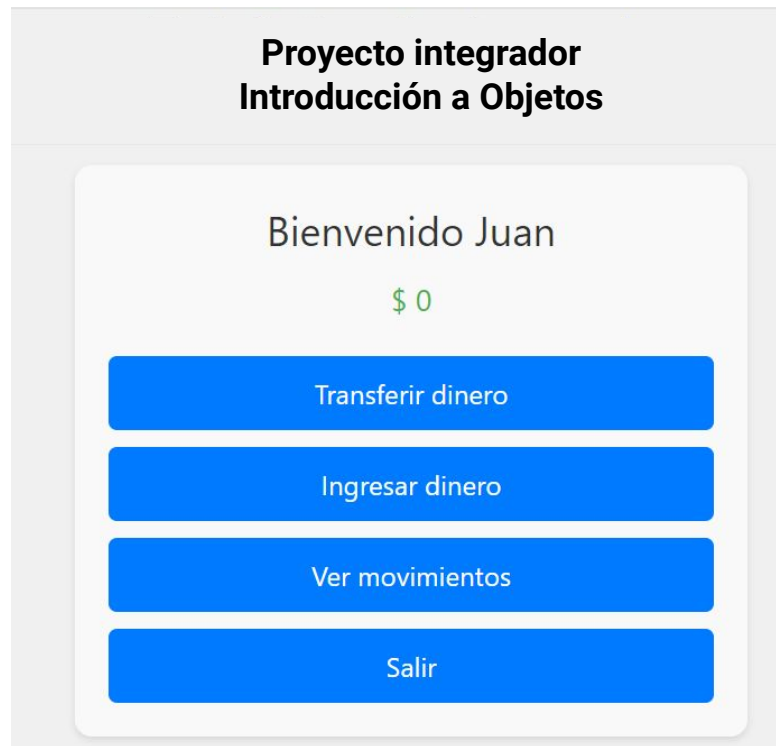 Proyecto integrador
Introducción a Objetos
Bienvenido Juan
$ 0
Transferir dinero
Ingresar dinero
Ver movimientos
Salir